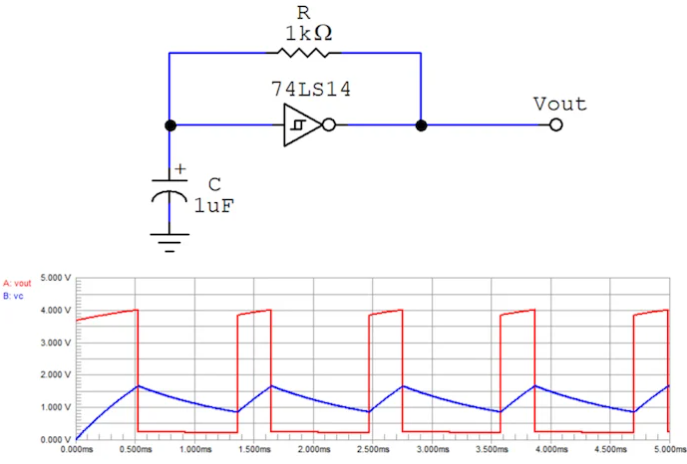 R
1kΩ
74LS14
Vout
+
C
1uF
A: vout
B: vc
5.000 V
4.000 V
3.000 V
2.000 V
1.000 V
0.000 V
0.000ms 0.500ms 1.000ms 1.500ms 2.000ms 2.500ms 3.000ms 3.500ms 4.000ms 4.500ms 5.000ms